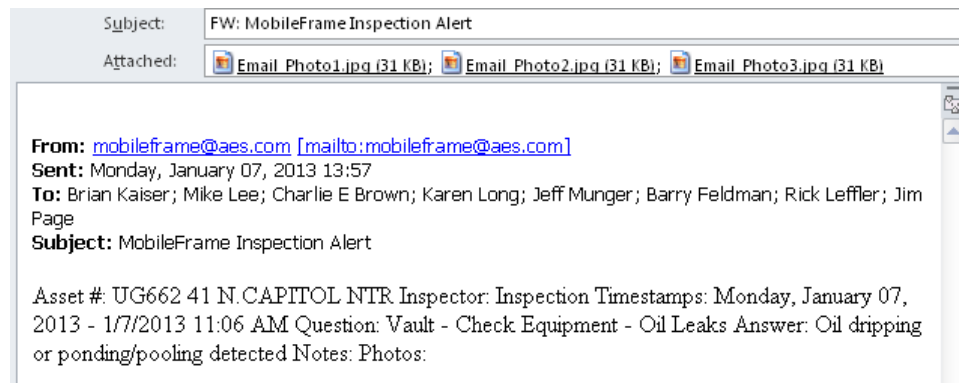 Subject: FW: MobileFrame Inspection Alert
Attached: Email_Photo1.jpg (31 KB); Email_Photo2.jpg (31 KB); Email_Photo3.jpg (31 KB)
From: mobileframe@aes.com [mailto:mobileframe@aes.com]
Sent: Monday, January 07, 2013 13:57
To: Brian Kaiser; Mike Lee; Charlie E Brown; Karen Long; Jeff Munger; Barry Feldman; Rick Leffler; Jim
Page
Subject: MobileFrame Inspection Alert
Asset #: UG662 41 N.CAPITOL NTR Inspector: Inspection Timestamps: Monday, January 07,
2013 - 1/7/2013 11:06 AM Question: Vault - Check Equipment - Oil Leaks Answer: Oil dripping
or ponding/pooling detected Notes: Photos: